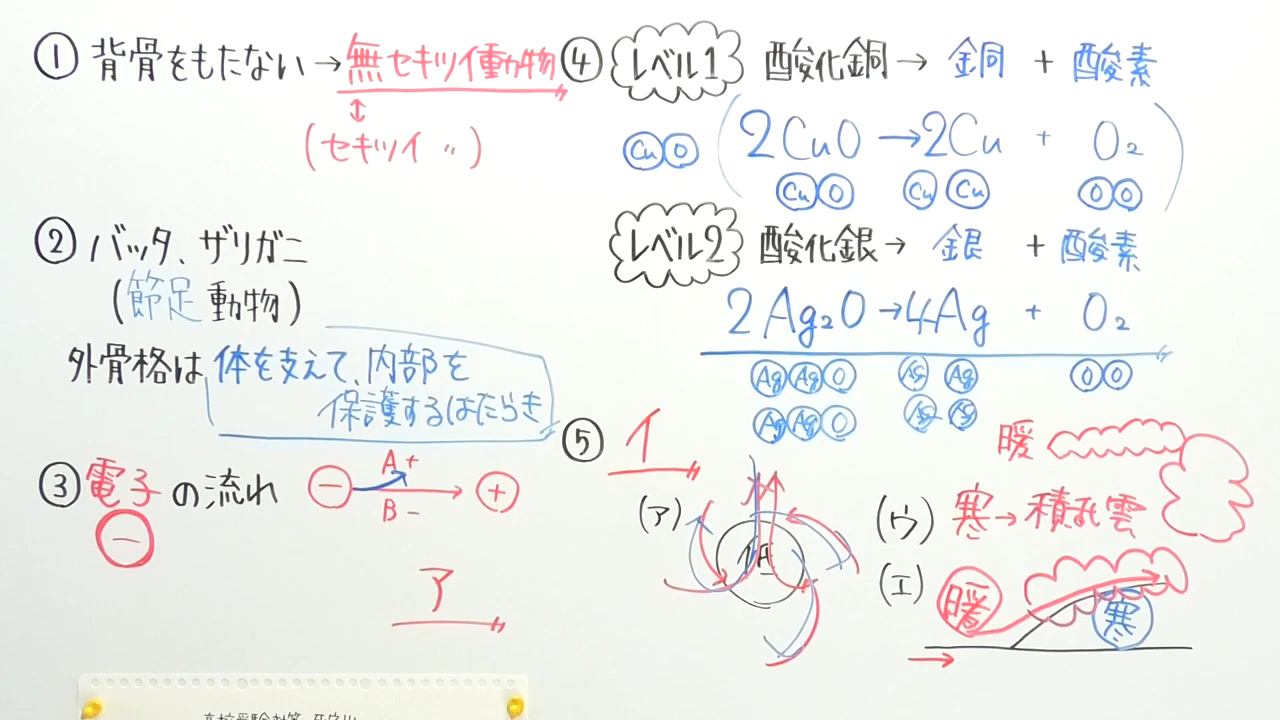 ① 背骨をもたない → 無セキツイ動物
↕
(セキツイ 〃 )
② バッタ、ザリガニ
(節足動物)
外骨格は 体を支えて、内部を
保護するはたらき
③ 電子の流れ
⊖
A +
B -
⊖ → ⊕
ア
④ レベル1 酸化銅 → 銅 + 酸素
Cu O
2CuO → 2Cu + O₂
Cu O Cu Cu O O
レベル2 酸化銀 → 銀 + 酸素
2Ag₂O → 4Ag + O₂
Ag Ag O Ag Ag O O
Ag Ag O Ag Ag
⑤ イ
(ア)
低
暖
(ウ) 寒→積乱雲
(エ) 暖 寒